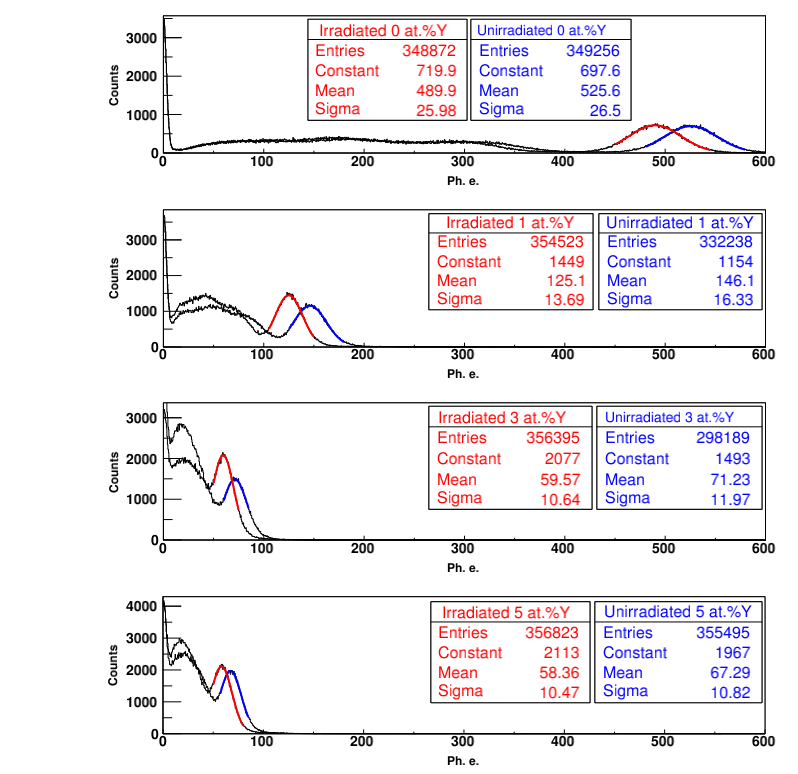 Irradiated 0 at.%Y
Entries 348872
Constant 719.9
Mean 489.9
Sigma 25.98
Unirradiated 0 at.%Y
Entries 349256
Constant 697.6
Mean 525.6
Sigma 26.5
Counts
3000
2000
1000
0
0 100 200 300 400 500 600
Ph. e.
Irradiated 1 at.%Y
Entries 354523
Constant 1449
Mean 125.1
Sigma 13.69
Unirradiated 1 at.%Y
Entries 332238
Constant 1154
Mean 146.1
Sigma 16.33
Counts
3000
2000
1000
0
0 100 200 300 400 500 600
Ph. e.
Irradiated 3 at.%Y
Entries 356395
Constant 2077
Mean 59.57
Sigma 10.64
Unirradiated 3 at.%Y
Entries 298189
Constant 1493
Mean 71.23
Sigma 11.97
Counts
3000
2000
1000
0
0 100 200 300 400 500 600
Ph. e.
Irradiated 5 at.%Y
Entries 356823
Constant 2113
Mean 58.36
Sigma 10.47
Unirradiated 5 at.%Y
Entries 355495
Constant 1967
Mean 67.29
Sigma 10.82
Counts
4000
3000
2000
1000
0
0 100 200 300 400 500 600
Ph. e.